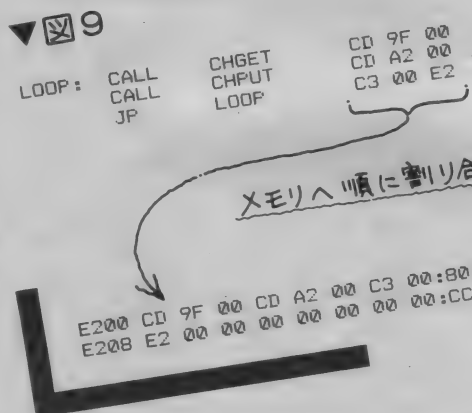 ▼図9
LOOP: CALL CHGET CD 9F 00
CALL CHPUT CD A2 00
JP LOOP C3 00 E2
メモリへ順に割り
E200 CD 9F 00 CD A2 00 C3 00:80
E208 E2 00 00 00 00 00 00 00:CC